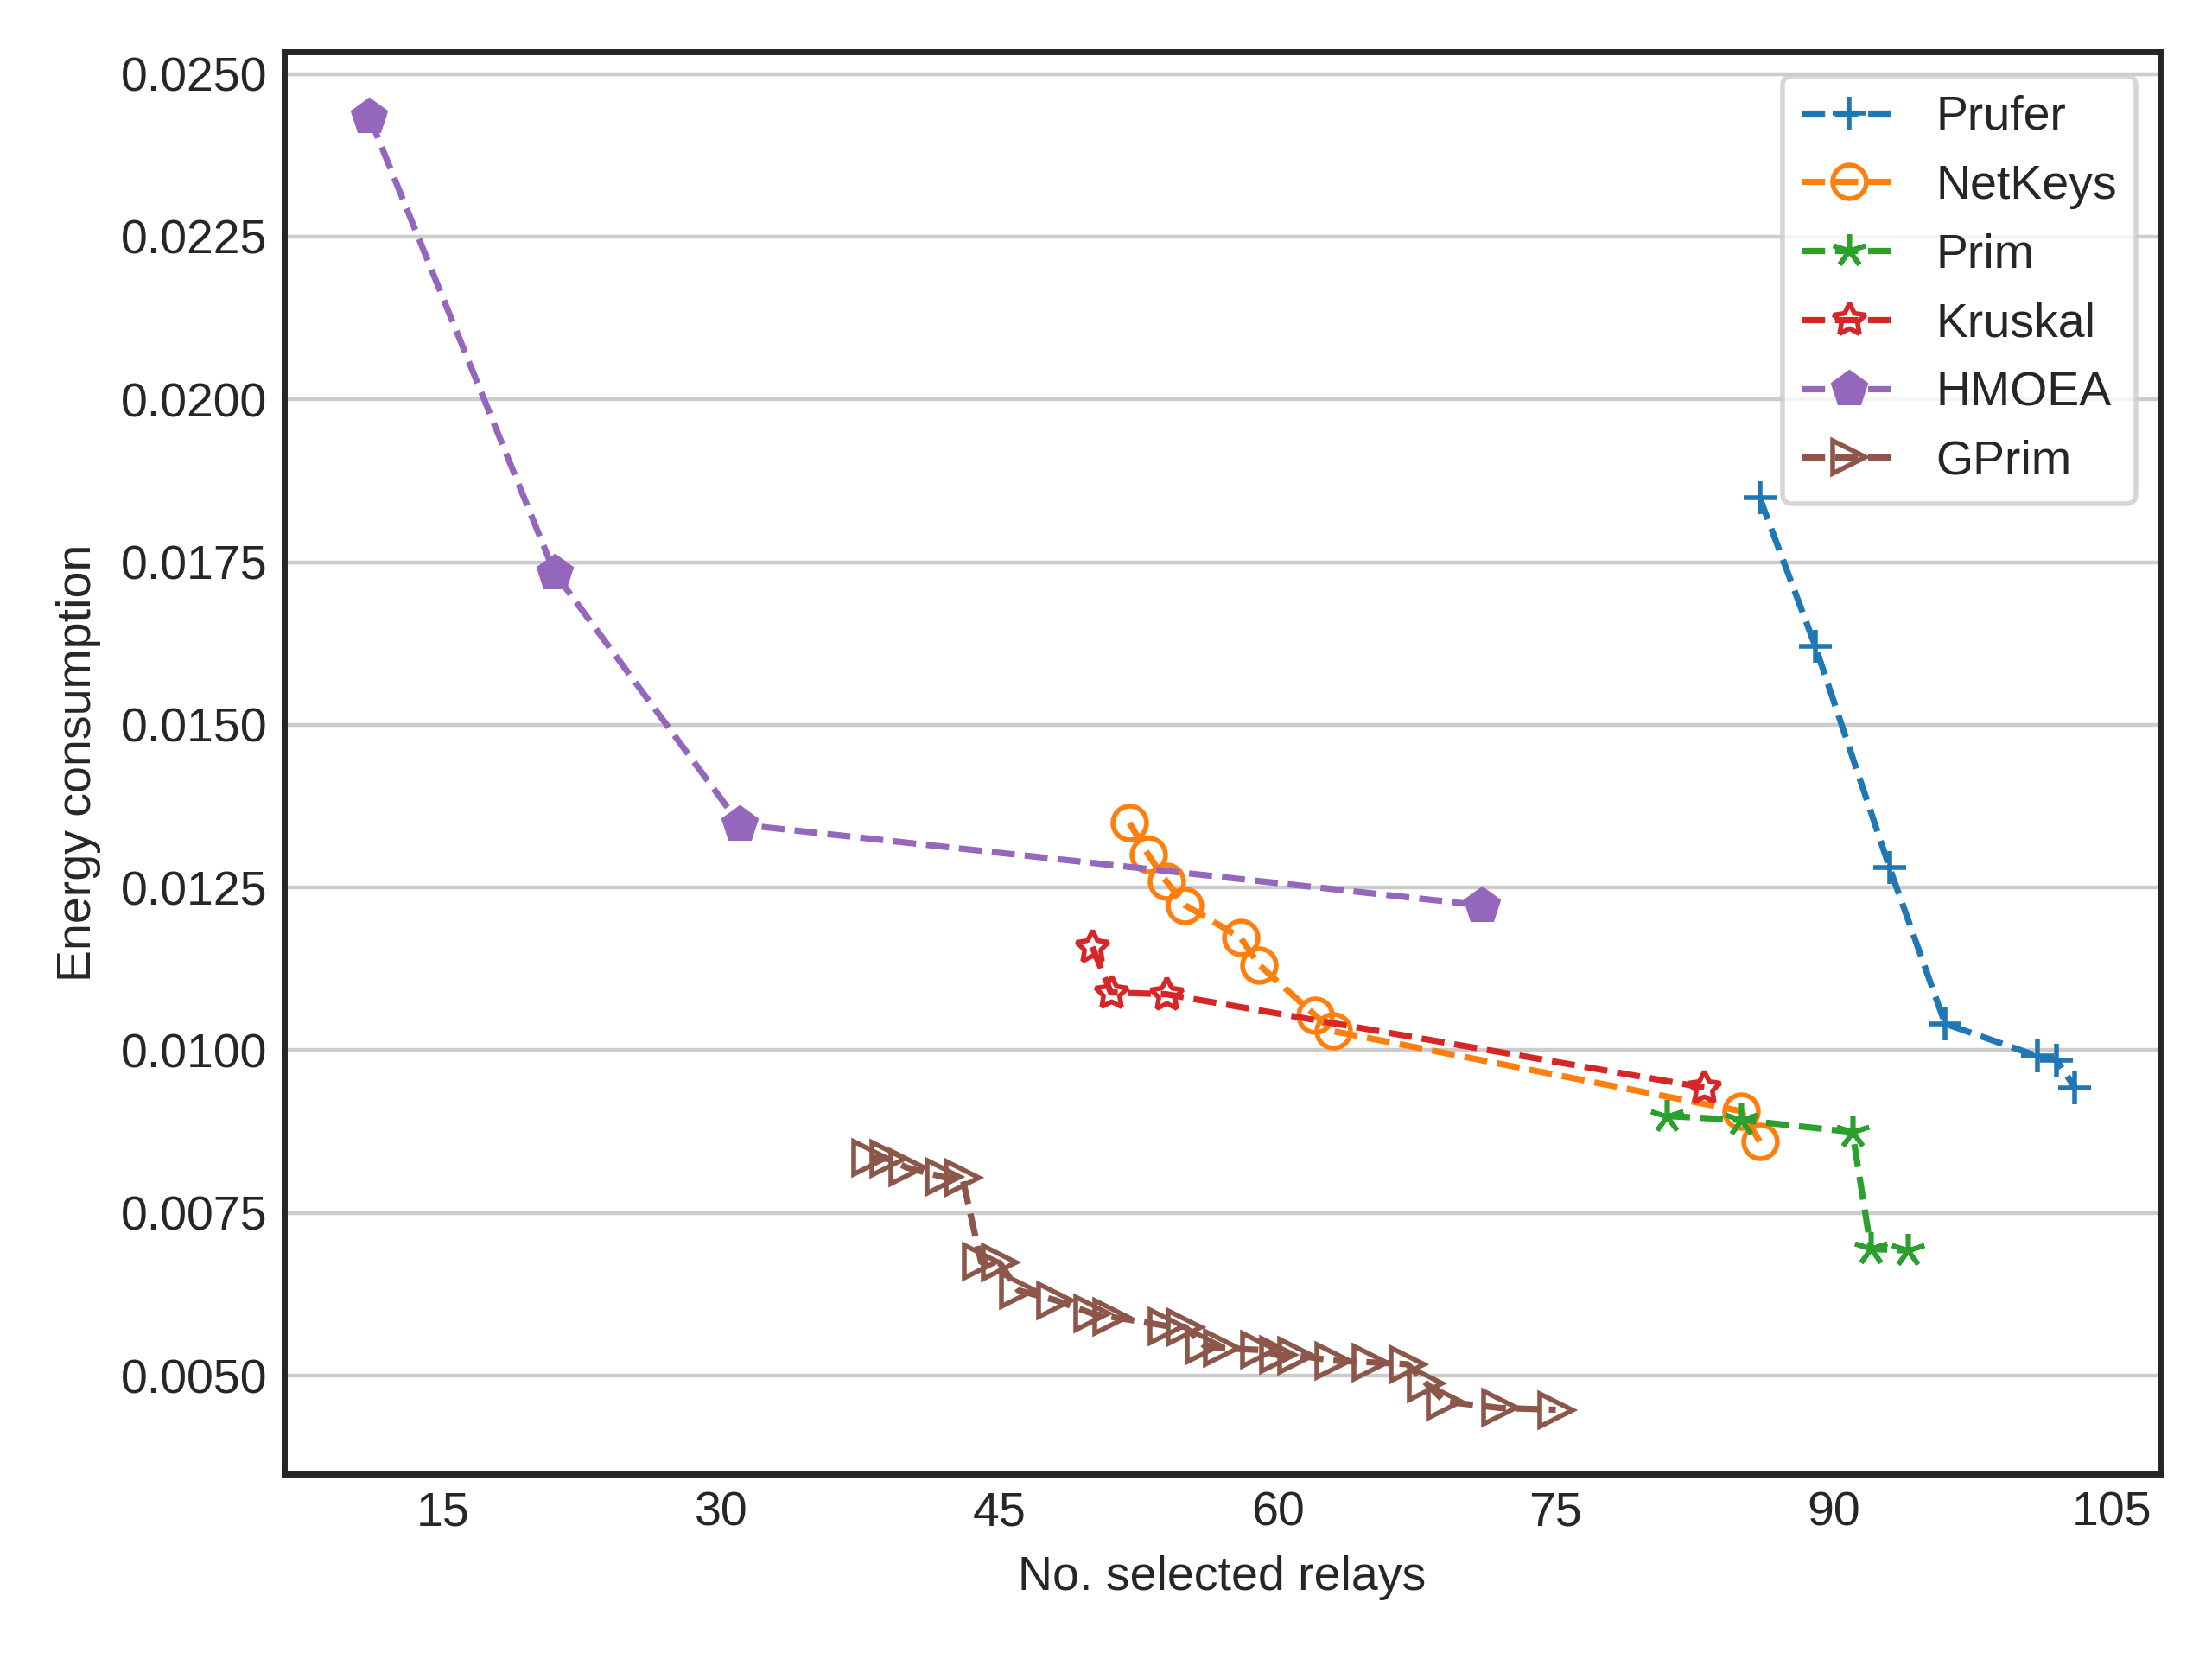 0.0250
0.0225
0.0200
0.0175
0.0150
0.0125
0.0100
0.0075
0.0050
Energy consumption
15 30 45 60 75 90 105
No. selected relays
Prufer
NetKeys
Prim
Kruskal
HMOEA
GPrim